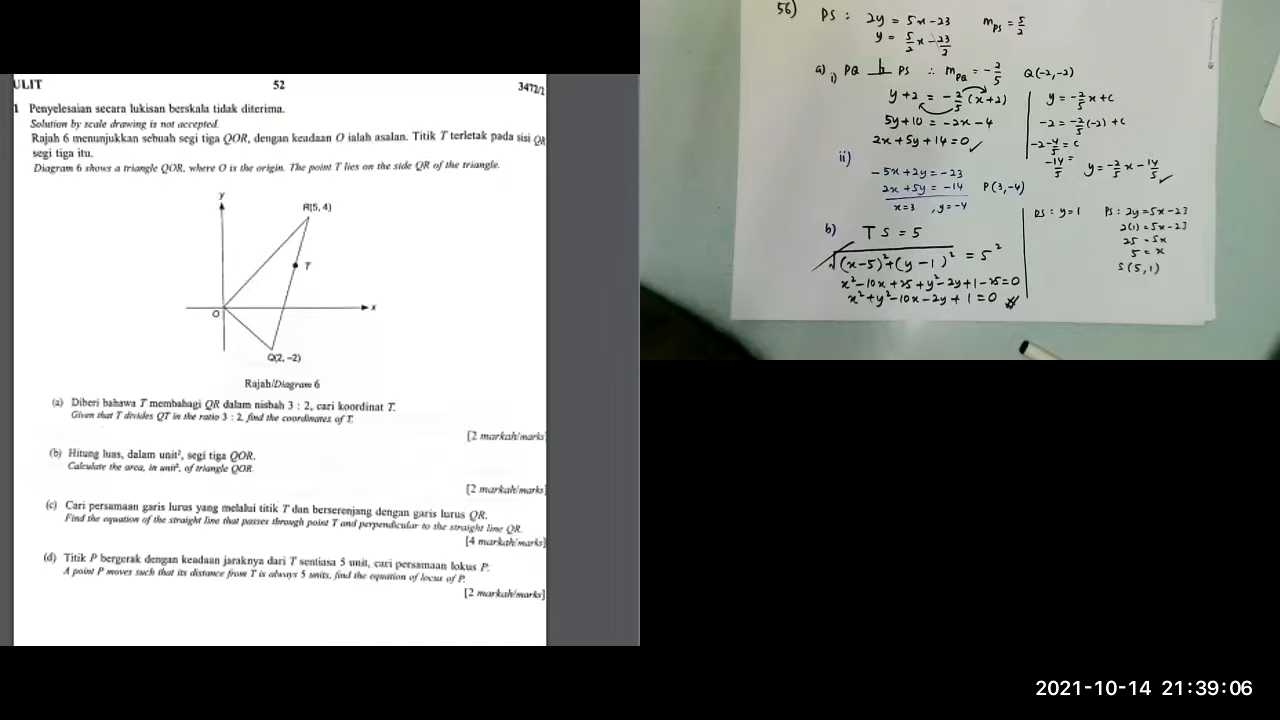 ULIT 52 3472/2
1 Penyelesaian secara lukisan berskala tidak diterima.
Solution by scale drawing is not accepted.
Rajah 6 menunjukkan sebuah segi tiga QOR, dengan keadaan O ialah asalan. Titik T terletak pada sisi QR
segi tiga itu.
Diagram 6 shows a triangle QOR, where O is the origin. The point T lies on the side QR of the triangle.
y
R(5, 4)
T
O
x
Q(2, –2)
Rajah/Diagram 6
(a) Diberi bahawa T membahagi QR dalam nisbah 3 : 2, cari koordinat T.
Given that T divides QT in the ratio 3 : 2, find the coordinates of T.
[2 markah/marks]
(b) Hitung luas, dalam unit², segi tiga QOR.
Calculate the area, in unit², of triangle QOR.
[2 markah/marks]
(c) Cari persamaan garis lurus yang melalui titik T dan berserenjang dengan garis lurus QR.
Find the equation of the straight line that passes through point T and perpendicular to the straight line QR.
[4 markah/marks]
(d) Titik P bergerak dengan keadaan jaraknya dari T sentiasa 5 unit, cari persamaan lokus P.
A point P moves such that its distance from T is always 5 units, find the equation of locus of P.
[2 markah/marks]
56) PS : 2y = 5x - 23 m_PS = 5/2
y = 5/2 x - 23/2
a) i) PQ ⊥ PS ∴ m_PQ = -2/5 Q(-2,-2)
y + 2 = -2/5 (x + 2)
5y + 10 = -2x - 4
2x + 5y + 14 = 0 ✓
y = -2/5 x + c
-2 = -2/5 (-2) + c
-2 - 4/5 = c
-14/5 = y = -2/5 x - 14/5 ✓
ii) -5x + 2y = -23
2x + 5y = -14 P(3,-4)
x = 3 , y = -4
b) TS = 5
√(x-5)² + (y-1)² = 5²
x² - 10x + 25 + y² - 2y + 1 - 25 = 0
x² + y² - 10x - 2y + 1 = 0
: y = 1 PS : 2y = 5x - 23
2(1) = 5x - 23
25 = 5x
5 = x
S(5,1)
2021-10-14 21:39:06